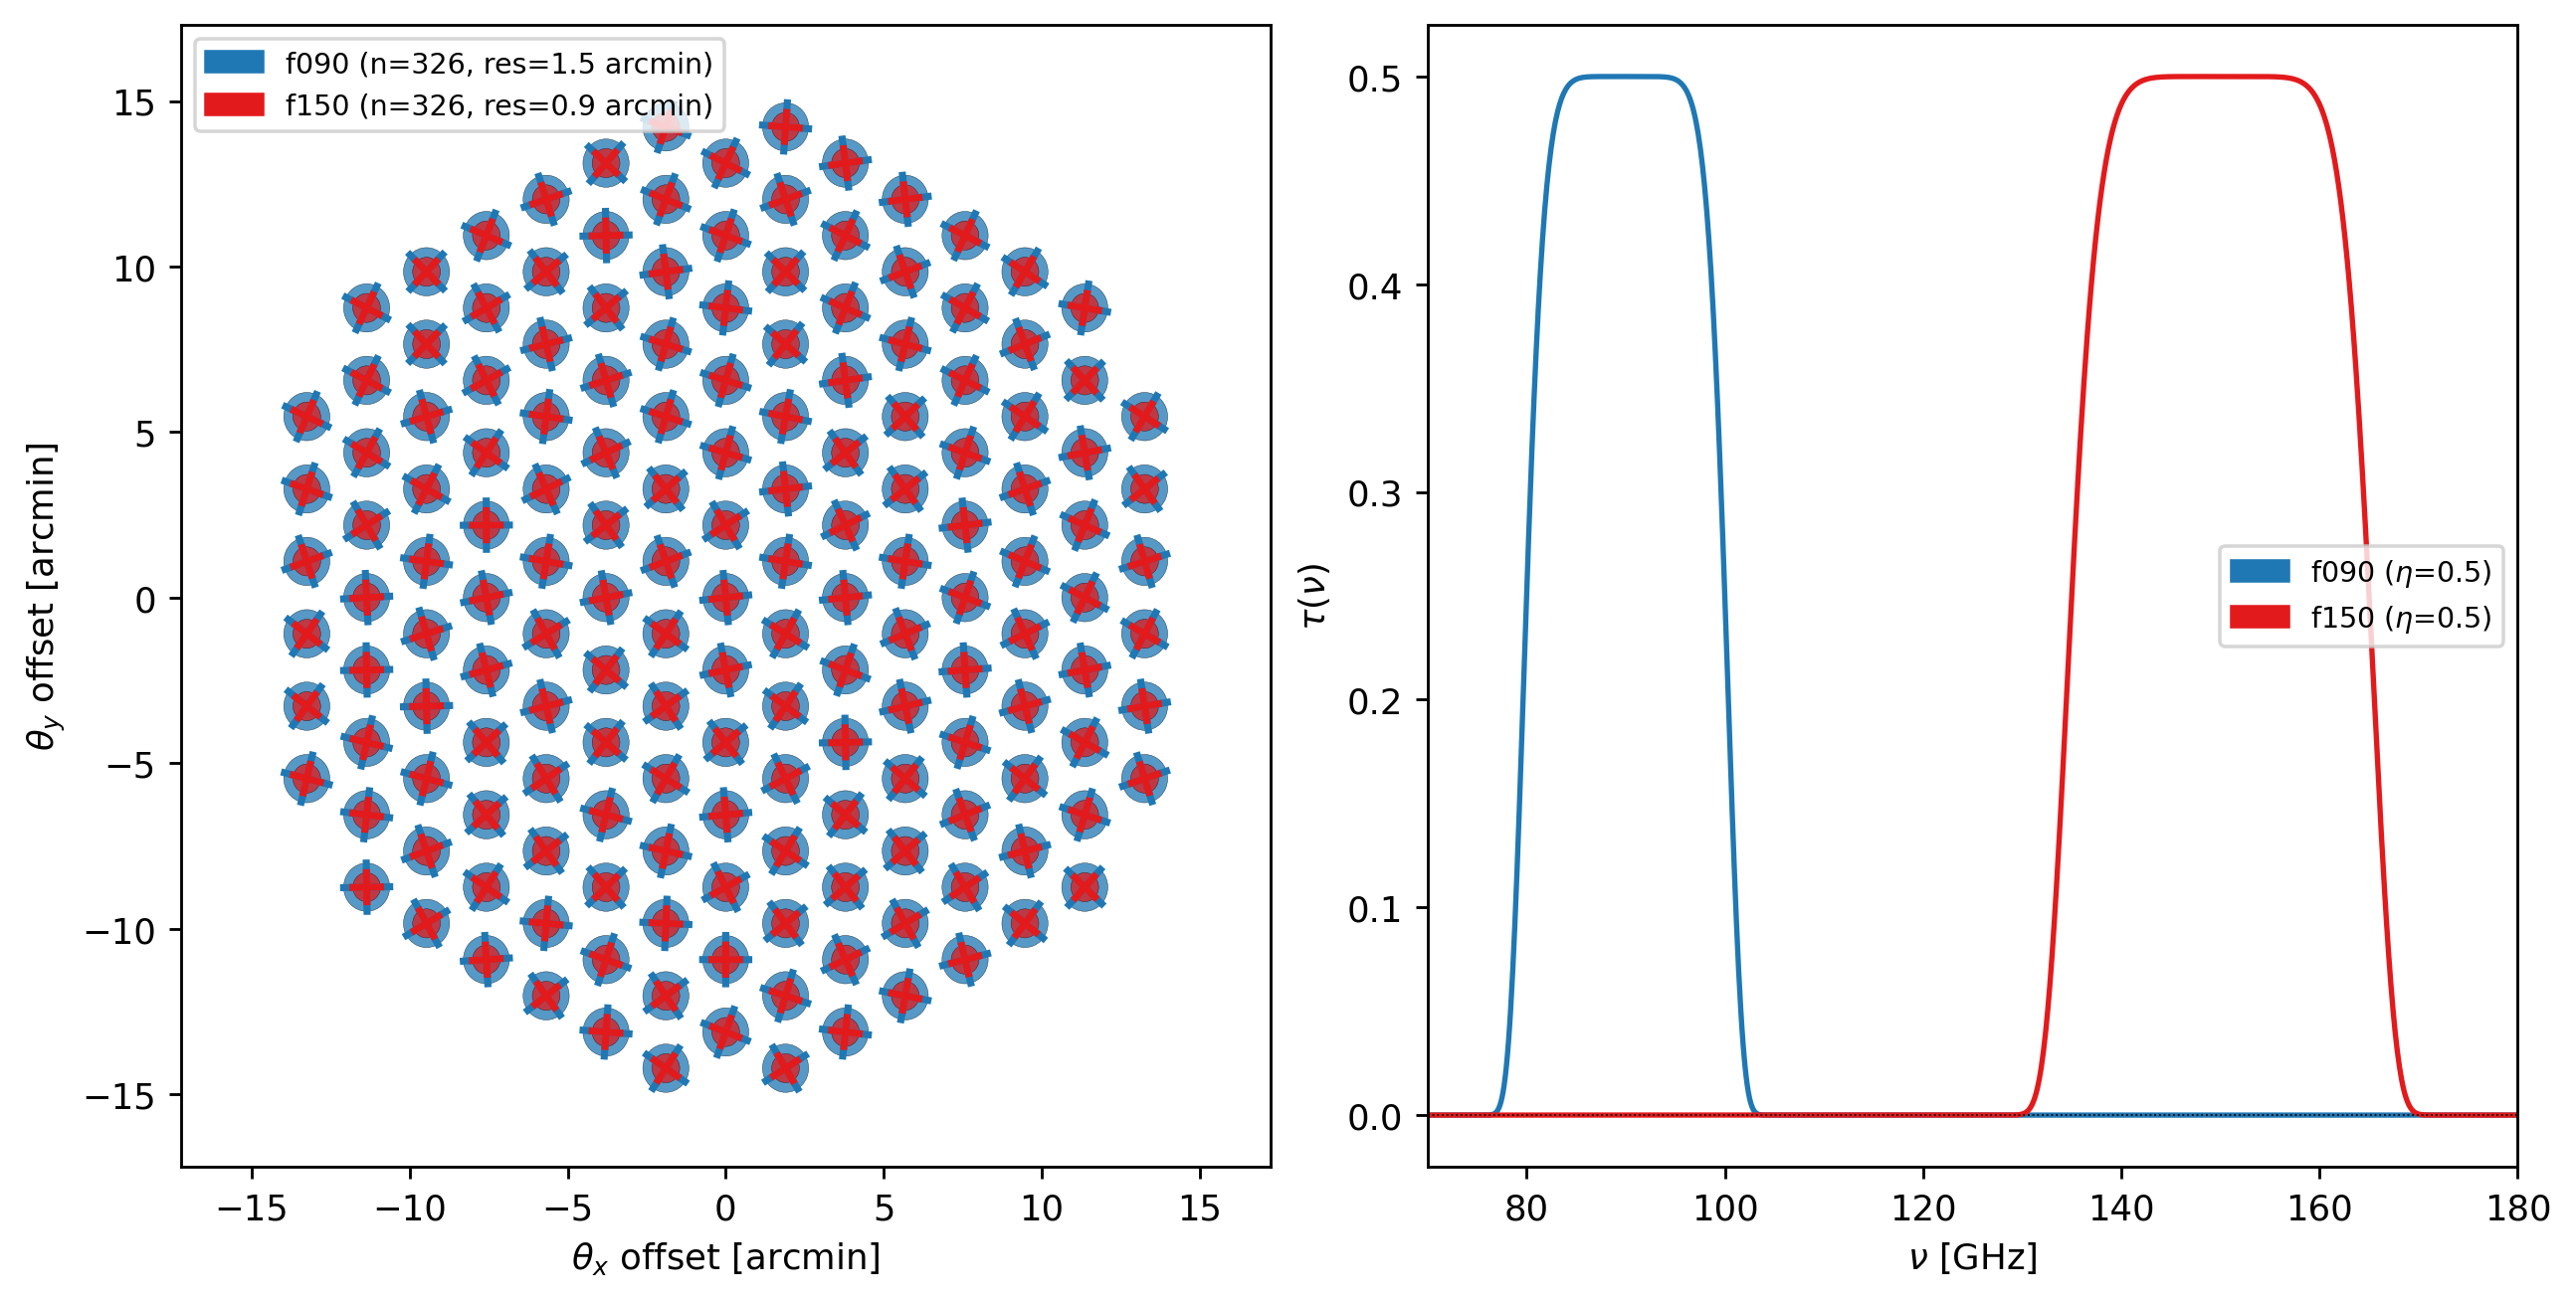 f090 (n=326, res=1.5 arcmin)
f150 (n=326, res=0.9 arcmin)
15
10
5
0
−5
−10
−15
θy offset [arcmin]
−15 −10 −5 0 5 10 15
θx offset [arcmin]
0.5
0.4
0.3
0.2
0.1
0.0
τ(ν)
f090 (η=0.5)
f150 (η=0.5)
80 100 120 140 160 180
ν [GHz]